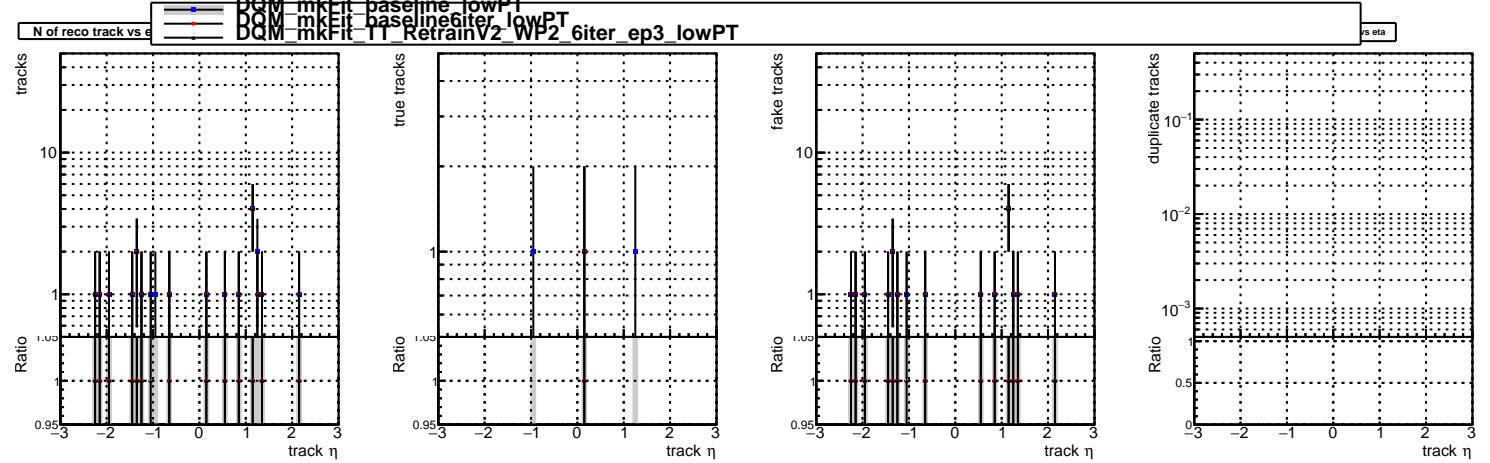 DQM_mkFit_baseline_lowPT
DQM_mkFit_baseline6iter_lowPT
DQM_mkFit_TT_RetrainV2_WP2_6iter_ep3_lowPT
N of reco track vs e
vs eta
tracks
10
1
1.05
Ratio
1
0.95
−3 −2 −1 0 1 2 3
track η
true tracks
1
1.05
Ratio
1
0.95
−3 −2 −1 0 1 2 3
track η
fake tracks
10
1
1.05
Ratio
1
0.95
−3 −2 −1 0 1 2 3
track η
duplicate tracks
10⁻¹
10⁻²
10⁻³
Ratio
1
0.5
0
−3 −2 −1 0 1 2 3
track η